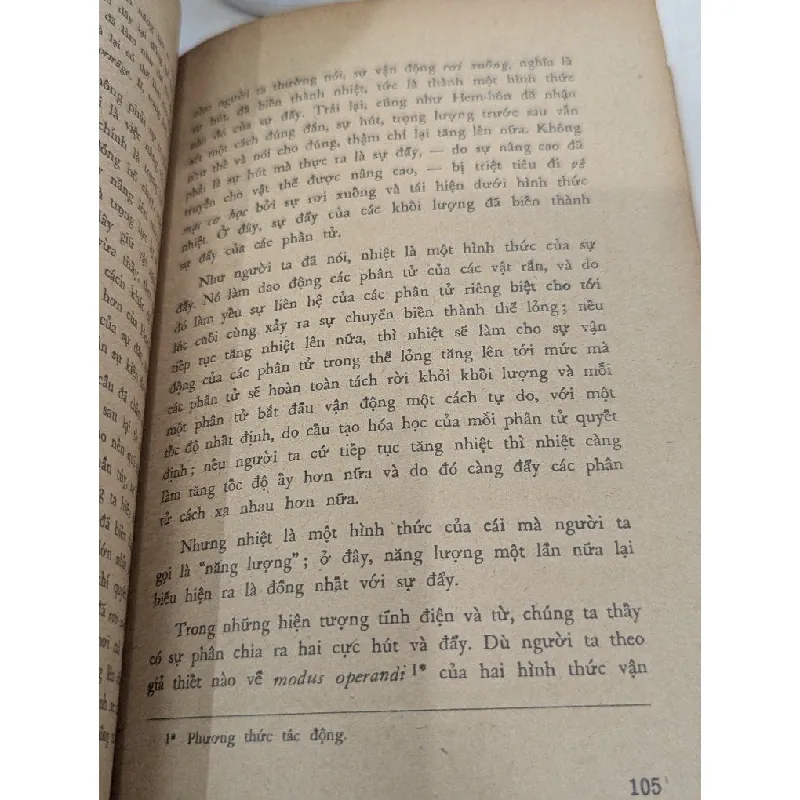 như người ta thường nói, sự vận động rơi xuống, nghĩa là
sự hút, đã biến thành nhiệt, tức là thành một hình thức
nào đó của sự đẩy. Trái lại, cũng như Hem-hôn đã nhận
xét một cách đúng đắn, sự hút, trọng lượng trước sau vẫn
như thế và nói cho đúng, thậm chí lại tăng lên nữa. Không
phải là sự hút mà thực ra là sự đẩy, — do sự nâng cao đã
truyền cho vật thể được nâng cao, — bị triệt tiêu đi về
mặt cơ học bởi sự rơi xuống và tái hiện dưới hình thức
nhiệt. Ở đây, sự đẩy của các khối lượng đã biến thành
sự đẩy của các phân tử.
Như người ta đã nói, nhiệt là một hình thức của sự
đẩy. Nó làm dao động các phân tử của các vật rắn, và do
đó làm yếu sự liên hệ của các phân tử riêng biệt cho tới
lúc cuối cùng xảy ra sự chuyển biến thành thể lỏng; nếu
tiếp tục tăng nhiệt lên nữa, thì nhiệt sẽ làm cho sự vận
động của các phân tử trong thể lỏng tăng lên tới mức mà
các phân tử sẽ hoàn toàn tách rời khỏi khối lượng và mỗi
một phân tử bắt đầu vận động một cách tự do, với một
tốc độ nhất định, do cấu tạo hóa học của mỗi phân tử quyết
định; nếu người ta cứ tiếp tục tăng nhiệt thì nhiệt càng
làm tăng tốc độ ấy hơn nữa và do đó càng đẩy các phân
tử cách xa nhau hơn nữa.
Nhưng nhiệt là một hình thức của cái mà người ta
gọi là "năng lượng"; ở đây, năng lượng một lần nữa lại
biểu hiện ra là đồng nhất với sự đẩy.
Trong những hiện tượng tĩnh điện và từ, chúng ta thấy
có sự phân chia ra hai cực hút và đẩy. Dù người ta theo
giả thiết nào về modus operandi 1* của hai hình thức vận
1* Phương thức tác động.
105